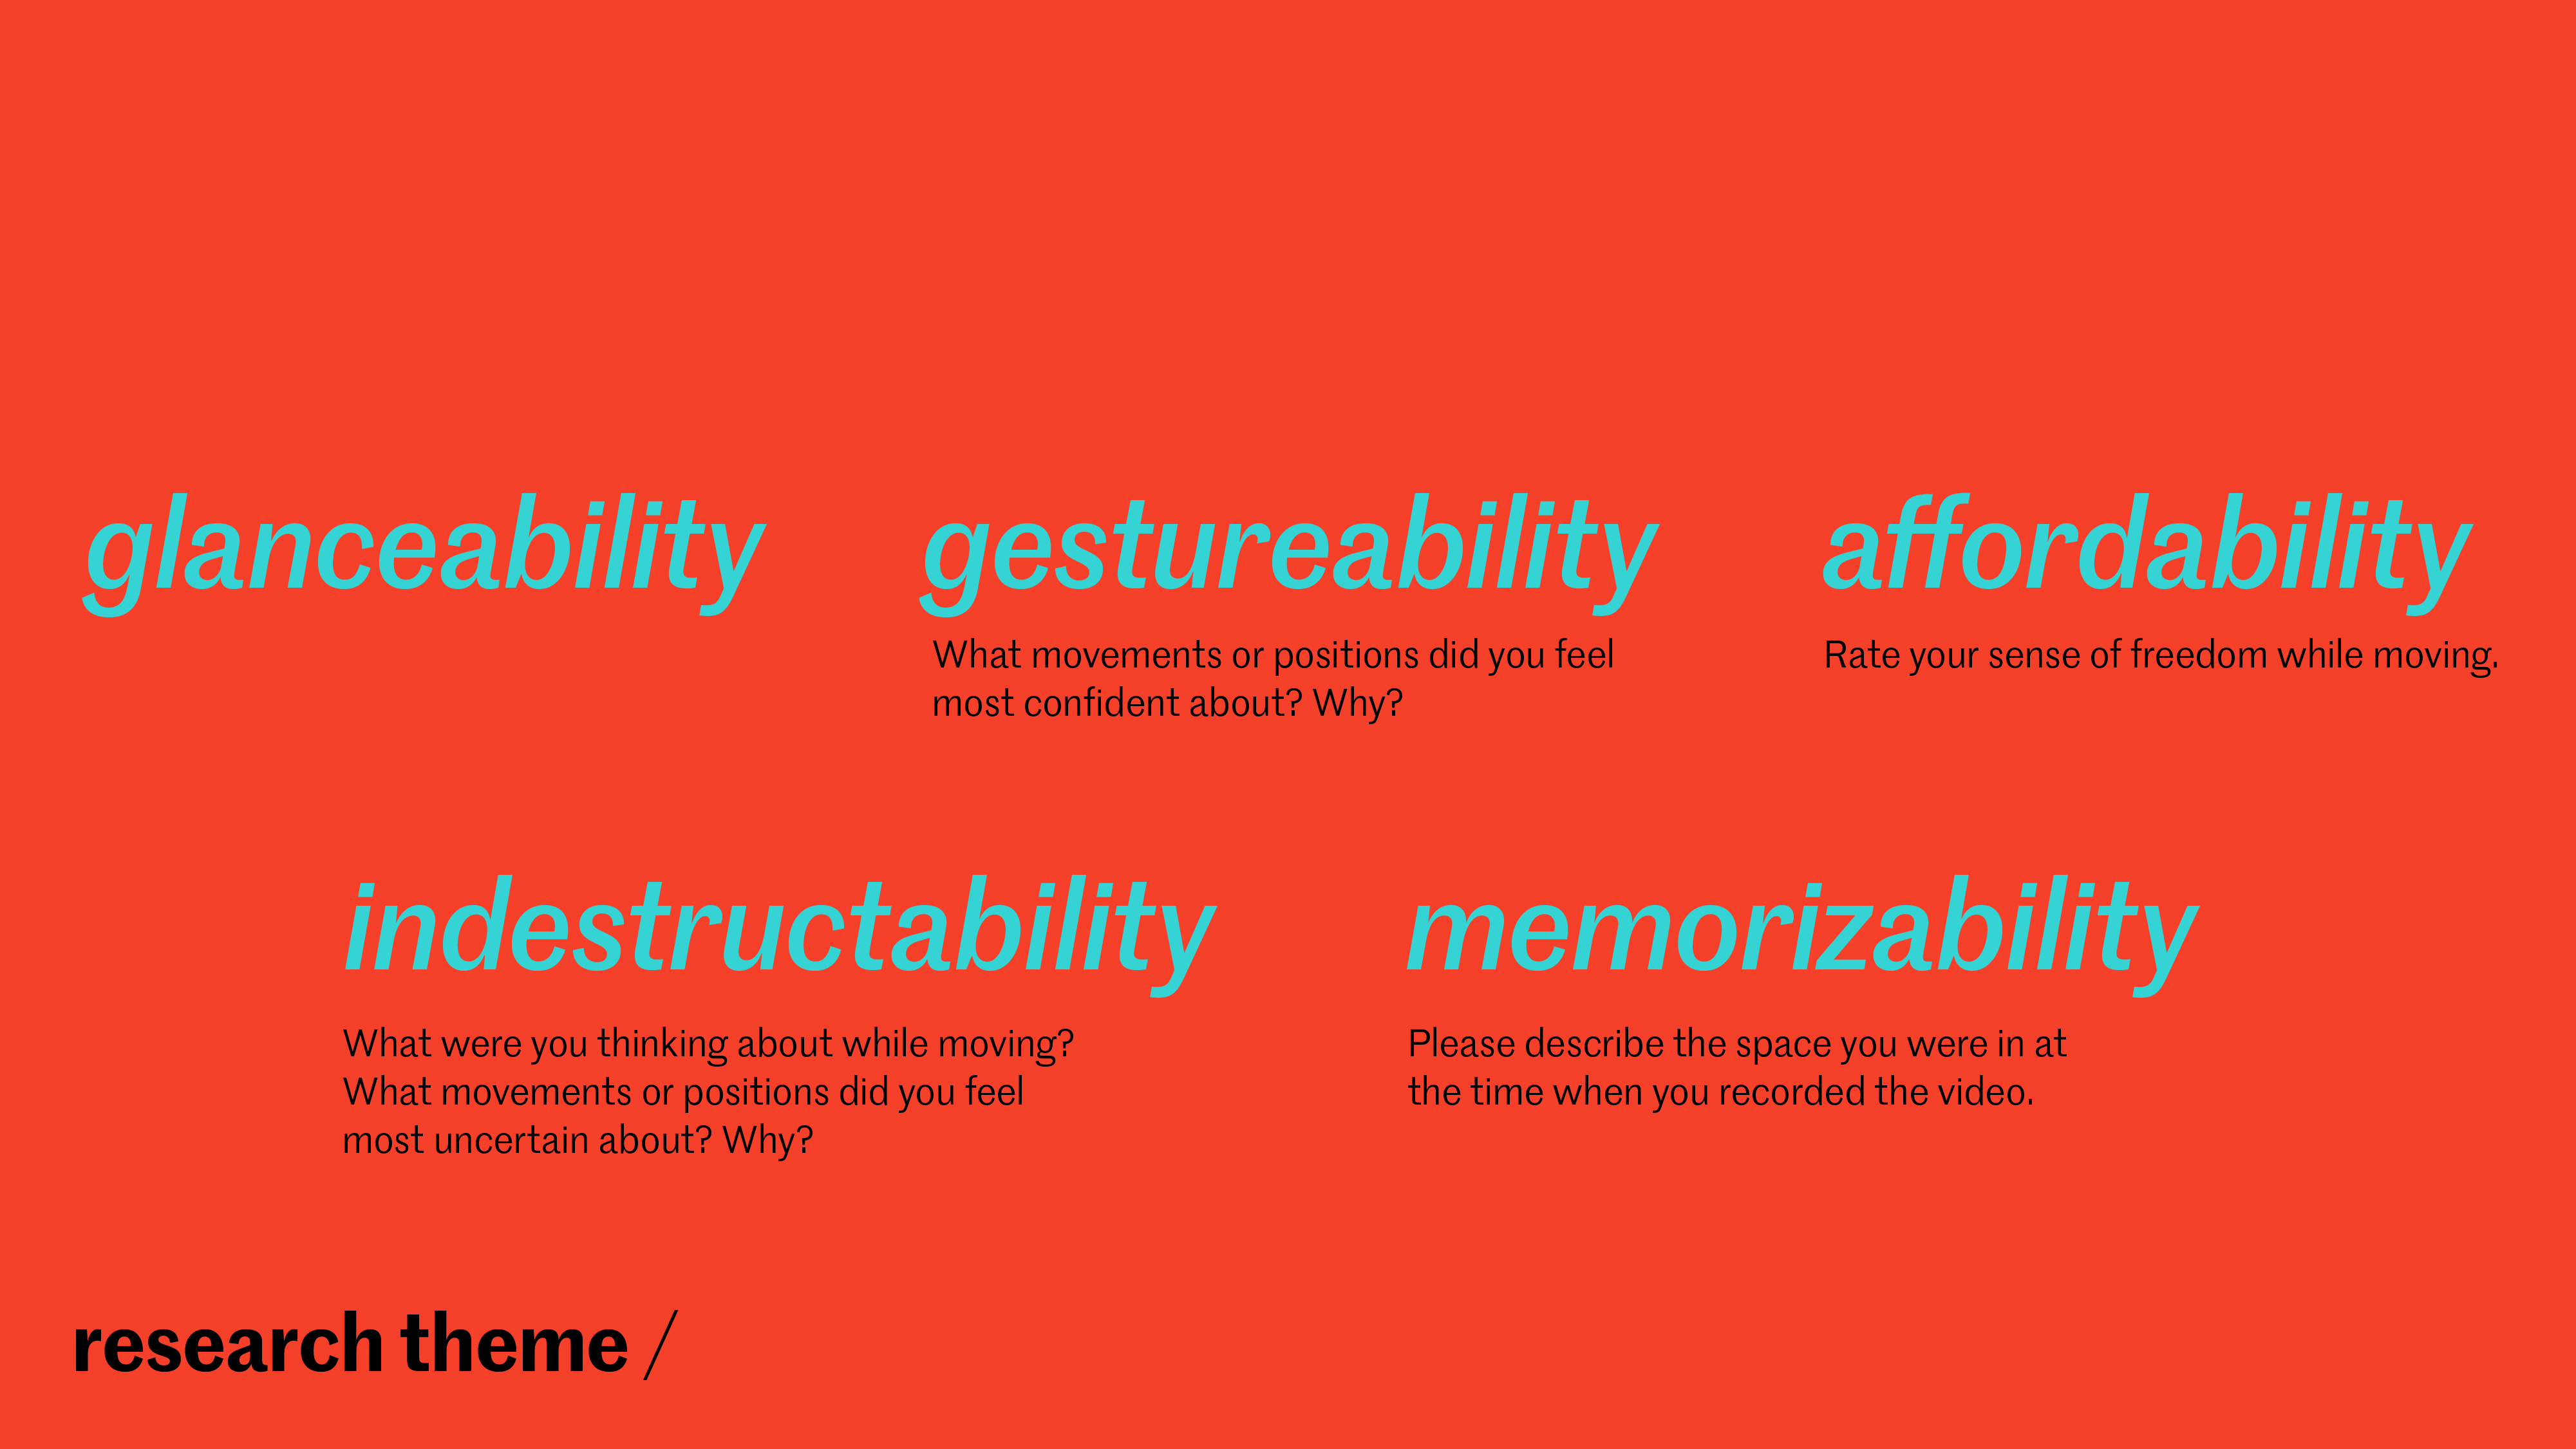 glanceability
gestureability
What movements or positions did you feel
most confident about? Why?
affordability
Rate your sense of freedom while moving.
indestructability
What were you thinking about while moving?
What movements or positions did you feel
most uncertain about? Why?
memorizability
Please describe the space you were in at
the time when you recorded the video.
research theme /